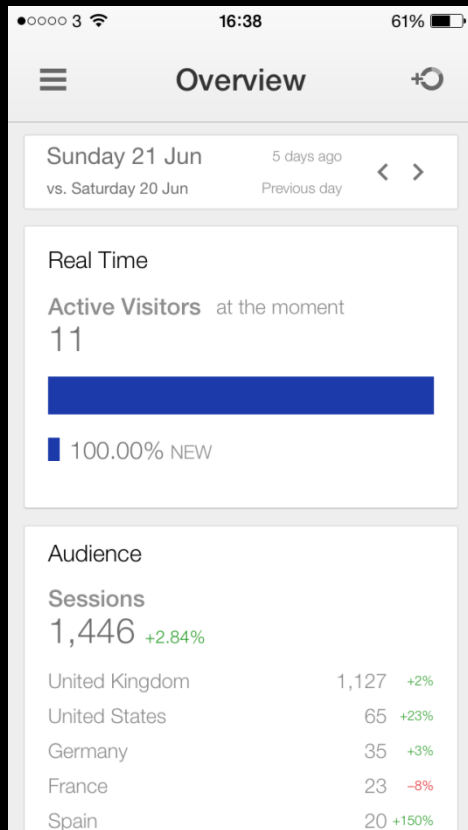 3 16:38 61%
Overview
Sunday 21 Jun 5 days ago
vs. Saturday 20 Jun Previous day
Real Time
Active Visitors at the moment
11
100.00% NEW
Audience
Sessions
1,446 +2.84%
United Kingdom 1,127 +2%
United States 65 +23%
Germany 35 +3%
France 23 –8%
Spain 20 +150%